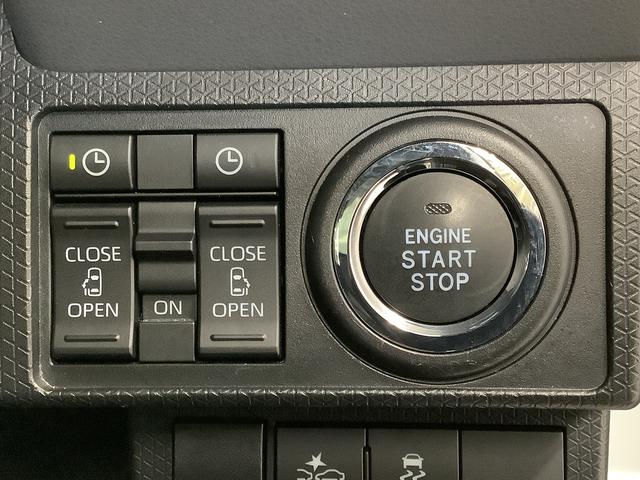 CLOSE
OPEN
ON
CLOSE
OPEN
ENGINE
START
STOP